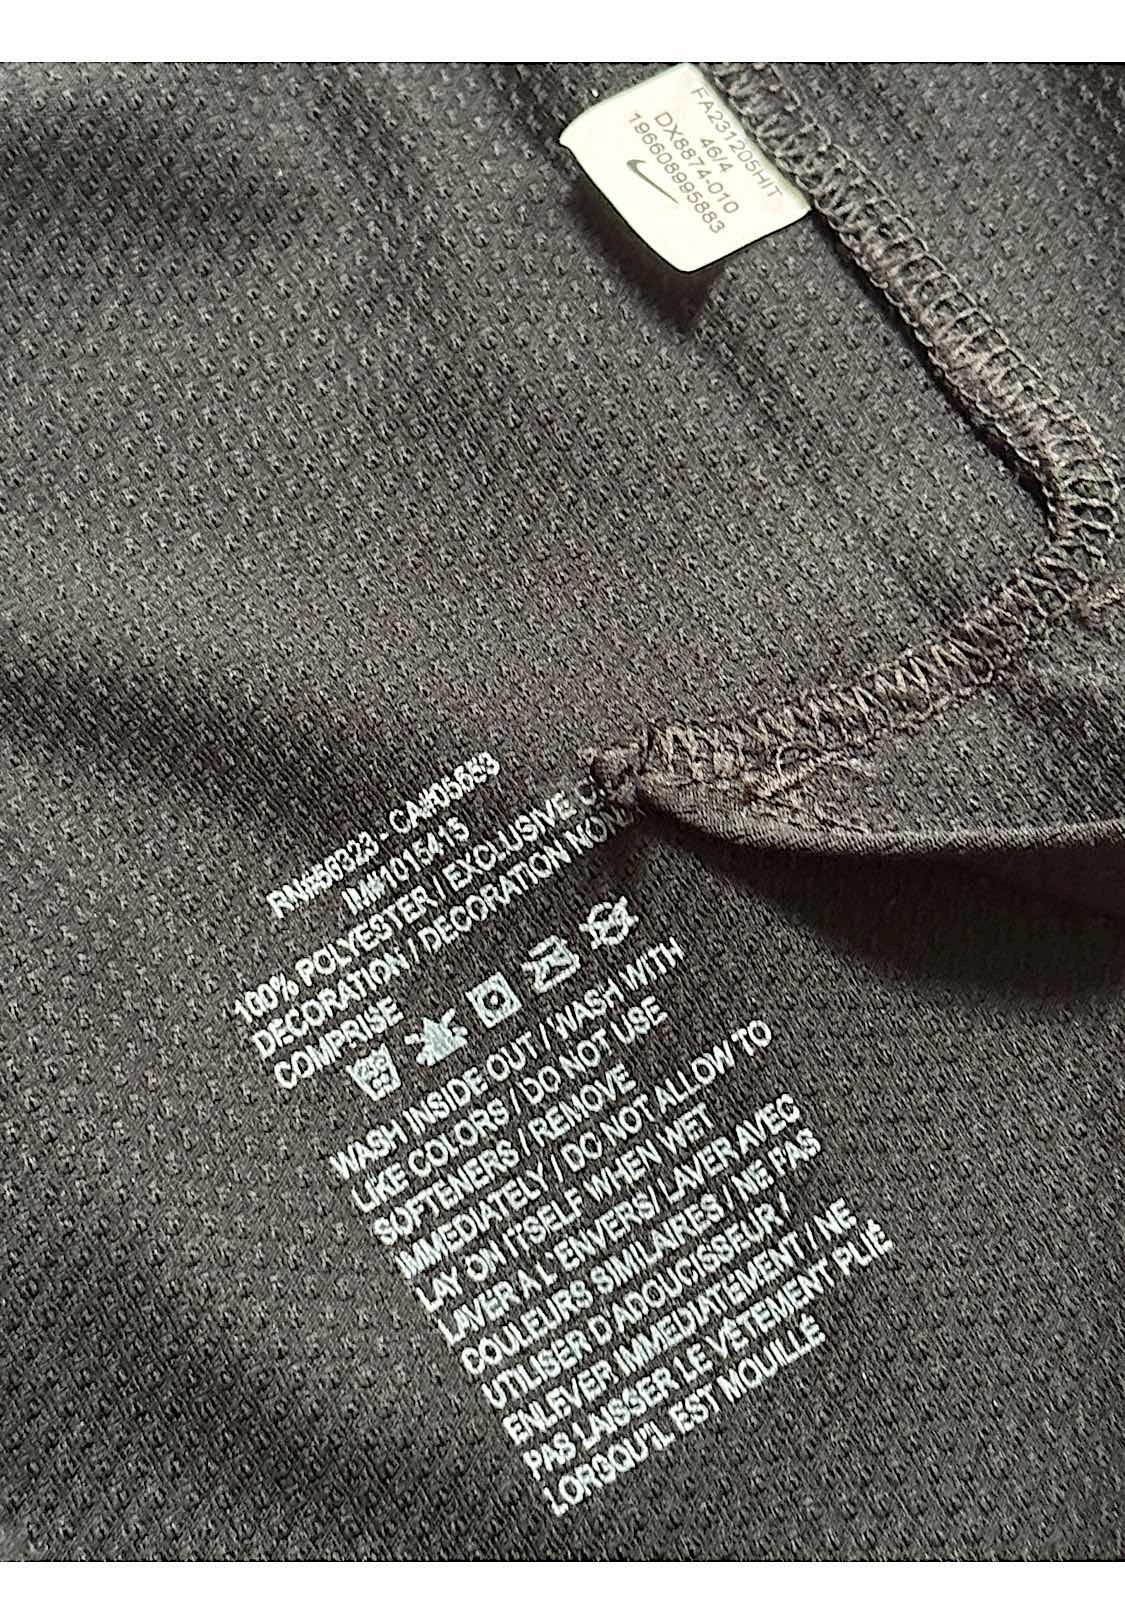 FA231205HIT
46/4
DX8874-010
196608995883
RN#56323 - CA#05553
IM#1015415
100% POLYESTER / EXCLUSIVE
DECORATION / DECORATION NON
COMPRISE
WASH INSIDE OUT / WASH WITH
LIKE COLORS / DO NOT USE
SOFTENERS / REMOVE
IMMEDIATELY / DO NOT ALLOW TO
LAY ON ITSELF WHEN WET
LAVER A L'ENVERS / LAVER AVEC
COULEURS SIMILAIRES / NE PAS
UTILISER D'ADOUCISSEUR /
ENLEVER IMMEDIATEMENT / NE
PAS LAISSER LE VÊTEMENT PLIÉ
LORSQU'IL EST MOUILLÉ